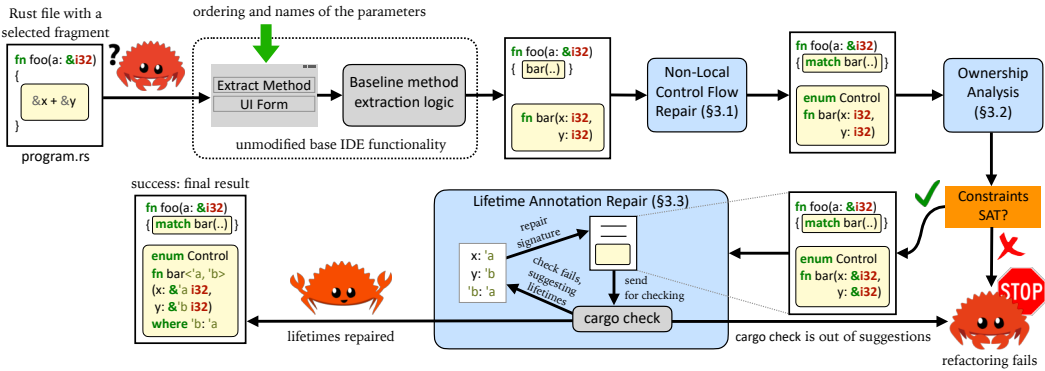 Rust file with a
selected fragment
fn foo(a: &i32)
{
&x + &y
}
program.rs
?
ordering and names of the parameters
Extract Method
UI Form
Baseline method
extraction logic
unmodified base IDE functionality
fn foo(a: &i32)
{ bar(..) }
fn bar(x: i32,
y: i32)
Non-Local
Control Flow
Repair (§3.1)
fn foo(a: &i32)
{ match bar(..) }
enum Control
fn bar(x: i32,
y: i32)
Ownership
Analysis
(§3.2)
Constraints
SAT?
STOP
refactoring fails
fn foo(a: &i32)
{ match bar(..) }
enum Control
fn bar(x: &i32,
y: &i32)
Lifetime Annotation Repair (§3.3)
repair
signature
x: 'a
y: 'b
'b: 'a
check fails,
suggesting
lifetimes
send
for checking
cargo check
cargo check is out of suggestions
lifetimes repaired
success: final result
fn foo(a: &i32)
{ match bar(..) }
enum Control
fn bar<'a, 'b>
(x: &'a i32,
y: &'b i32)
where 'b: 'a